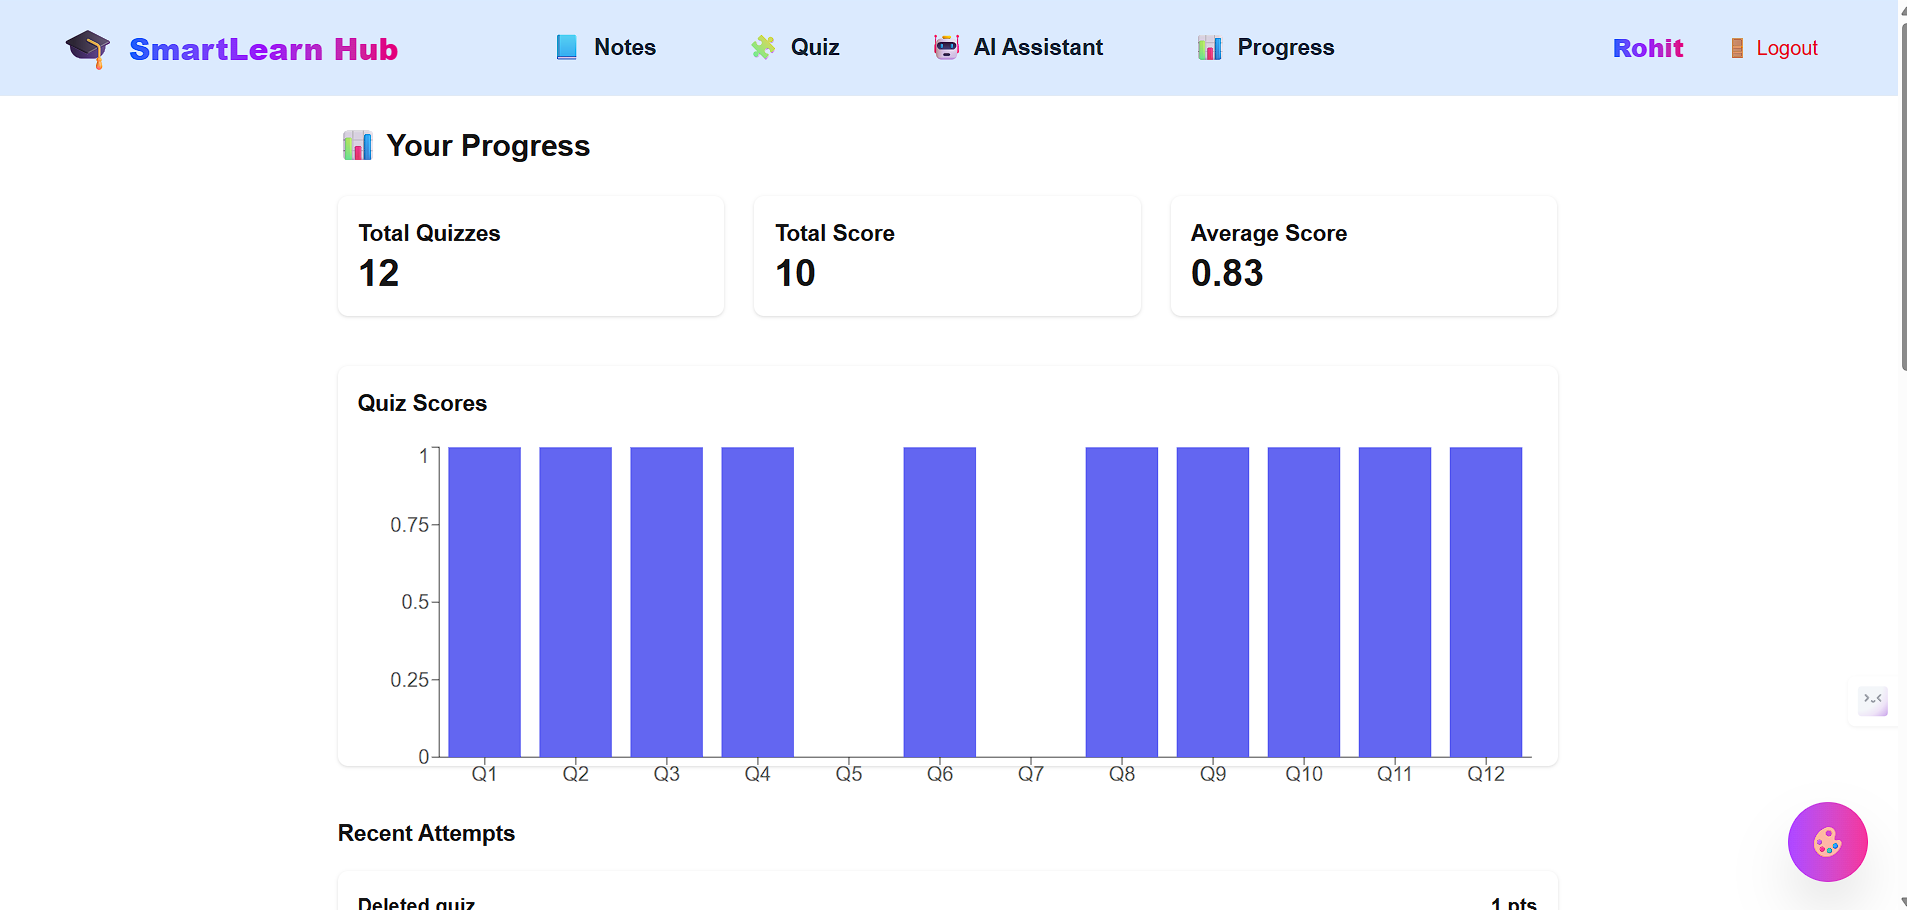 SmartLearn Hub
Notes
Quiz
AI Assistant
Progress
Rohit
Logout
Your Progress
Total Quizzes
12
Total Score
10
Average Score
0.83
Quiz Scores
1
0.75
0.5
0.25
0
Q1 Q2 Q3 Q4 Q5 Q6 Q7 Q8 Q9 Q10 Q11 Q12
Recent Attempts
Deleted quiz
1 pts